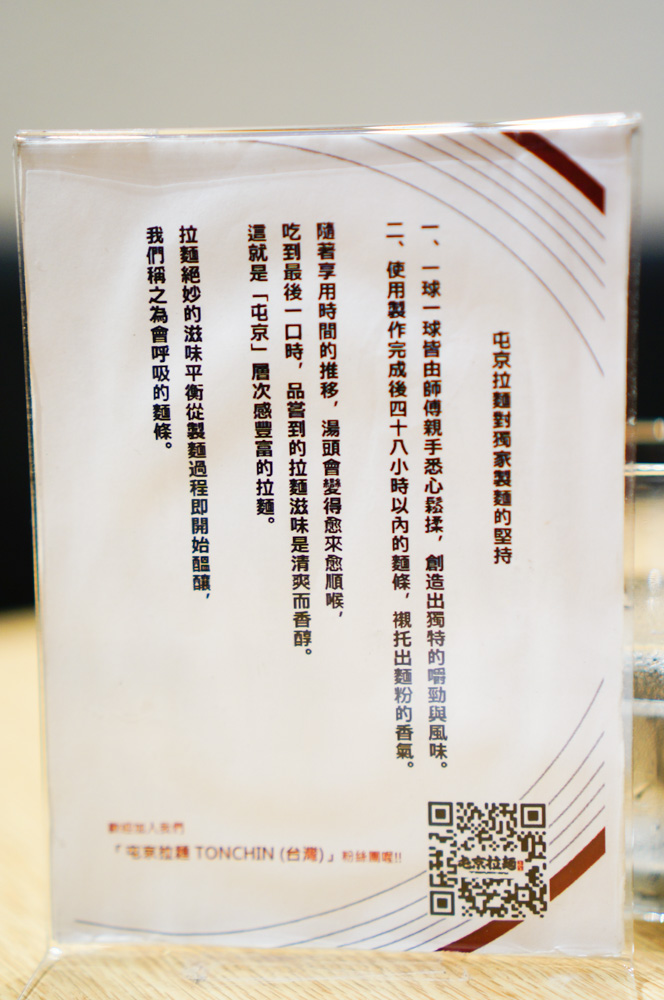 屯京拉麵對獨家製麵的堅持
一、一球一球皆由師傅親手悉心鬆揉，創造出獨特的嚼勁與風味。
二、使用製作完成後四十八小時以內的麵條，襯托出麵粉的香氣。
隨著享用時間的推移，湯頭會變得愈來愈順喉，
吃到最後一口時，品嘗到的拉麵滋味是清爽而香醇。
這就是「屯京」層次感豐富的拉麵。
拉麵絕妙的滋味平衡從製麵過程即開始醞釀，
我們稱之為會呼吸的麵條。
歡迎加入我們
「屯京拉麵 TONCHIN (台灣)」粉絲團喔!!
屯京拉麵